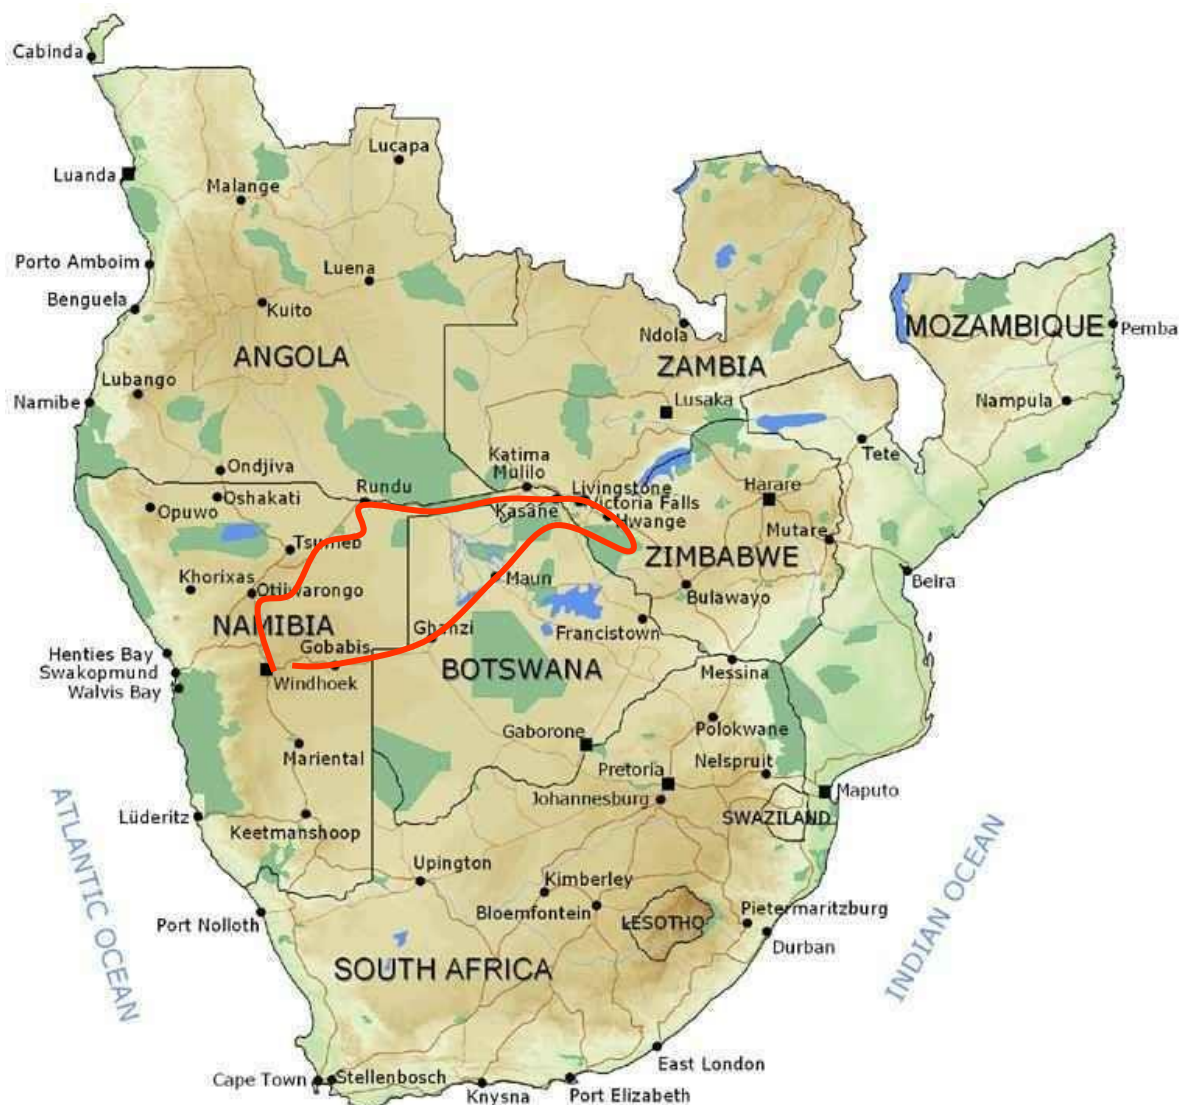 Cabinda
Lucapa
Luanda
Malange
Porto Amboim
Luena
Benguela
Kuito
Ndola
MOZAMBIQUE
Pemba
ANGOLA
ZAMBIA
Lubango
Namibe
Lusaka
Nampula
Tete
Katima
Mulilo
Ondjiva
Rundu
Livingstone
Harare
Oshakati
Victoria Falls
Opuwo
Kasane
Hwange
Mutare
Tsumeb
ZIMBABWE
Khorixas
Maun
Beira
Otjiwarongo
Bulawayo
NAMIBIA
Francistown
Ghanzi
Henties Bay
Gobabis
Swakopmund
BOTSWANA
Messina
Walvis Bay
Windhoek
Gaborone
Polokwane
Mariental
Nelspruit
Pretoria
Maputo
Johannesburg
Lüderitz
SWAZILAND
Keetmanshoop
ATLANTIC OCEAN
INDIAN OCEAN
Upington
Kimberley
Port Nolloth
Bloemfontein
LESOTHO
Pietermaritzburg
Durban
SOUTH AFRICA
East London
Cape Town
Stellenbosch
Knysna
Port Elizabeth